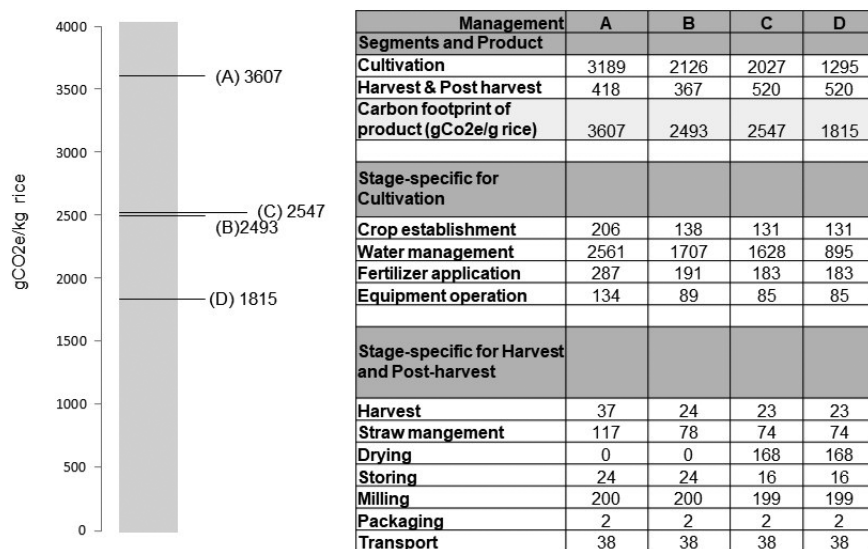 4000
3500
3000
2500
2000
1500
1000
500
0
gCO2e/kg rice
(A) 3607
(C) 2547
(B)2493
(D) 1815
Management A B C D
Segments and Product
Cultivation 3189 2126 2027 1295
Harvest & Post harvest 418 367 520 520
Carbon footprint of
product (gCo2e/g rice) 3607 2493 2547 1815
Stage-specific for
Cultivation
Crop establishment 206 138 131 131
Water management 2561 1707 1628 895
Fertilizer application 287 191 183 183
Equipment operation 134 89 85 85
Stage-specific for Harvest
and Post-harvest
Harvest 37 24 23 23
Straw mangement 117 78 74 74
Drying 0 0 168 168
Storing 24 24 16 16
Milling 200 200 199 199
Packaging 2 2 2 2
Transport 38 38 38 38